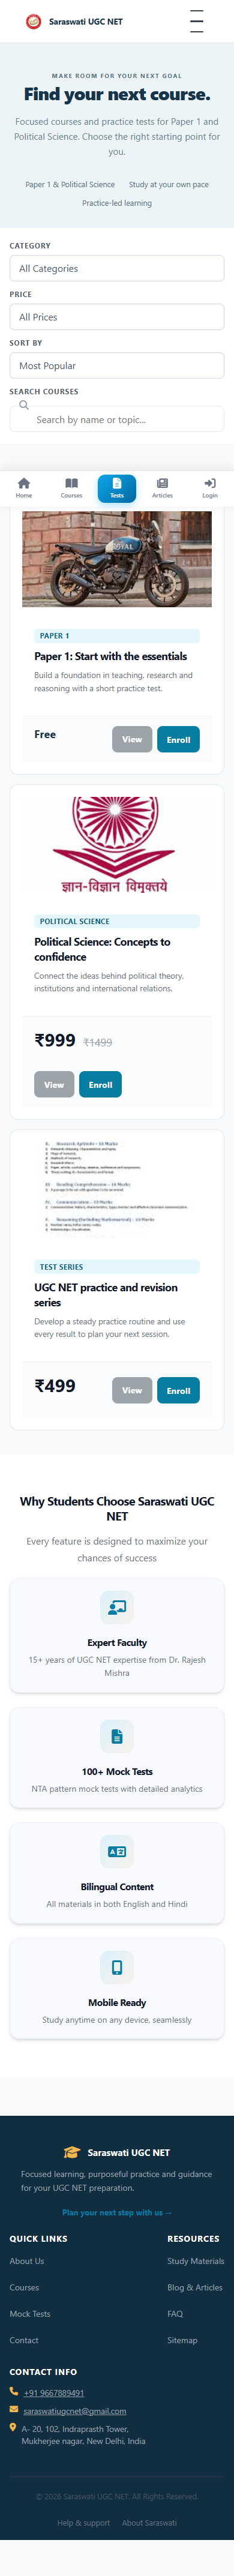 Saraswati UGC NET
MAKE ROOM FOR YOUR NEXT GOAL
Find your next course.
Focused courses and practice tests for Paper 1 and
Political Science. Choose the right starting point for
you.
Paper 1 & Political Science
Study at your own pace
Practice-led learning
CATEGORY
All Categories
PRICE
All Prices
SORT BY
Most Popular
SEARCH COURSES
Search by name or topic...
Home
Courses
Tests
Articles
Login
ROYAL
PAPER 1
Paper 1: Start with the essentials
Build a foundation in teaching, research and
reasoning with a short practice test.
Free
View
Enroll
ज्ञान-विज्ञान विमुक्तये
POLITICAL SCIENCE
Political Science: Concepts to
confidence
Connect the ideas behind political theory,
institutions and international relations.
₹999 ₹1499
View
Enroll
TEST SERIES
UGC NET practice and revision
series
Develop a steady practice routine and use
every result to plan your next session.
₹499
View
Enroll
Why Students Choose Saraswati UGC
NET
Every feature is designed to maximize your
chances of success
Expert Faculty
15+ years of UGC NET expertise from Dr. Rajesh
Mishra
100+ Mock Tests
NTA pattern mock tests with detailed analytics
Bilingual Content
All materials in both English and Hindi
Mobile Ready
Study anytime on any device, seamlessly
Saraswati UGC NET
Focused learning, purposeful practice and guidance
for your UGC NET preparation.
Plan your next step with us →
QUICK LINKS
About Us
Courses
Mock Tests
Contact
RESOURCES
Study Materials
Blog & Articles
FAQ
Sitemap
CONTACT INFO
+91 9667889491
saraswatiugcnet@gmail.com
A- 20, 102, Indraprasth Tower,
Mukherjee nagar, New Delhi, India
© 2026 Saraswati UGC NET. All Rights Reserved.
Help & support
About Saraswati